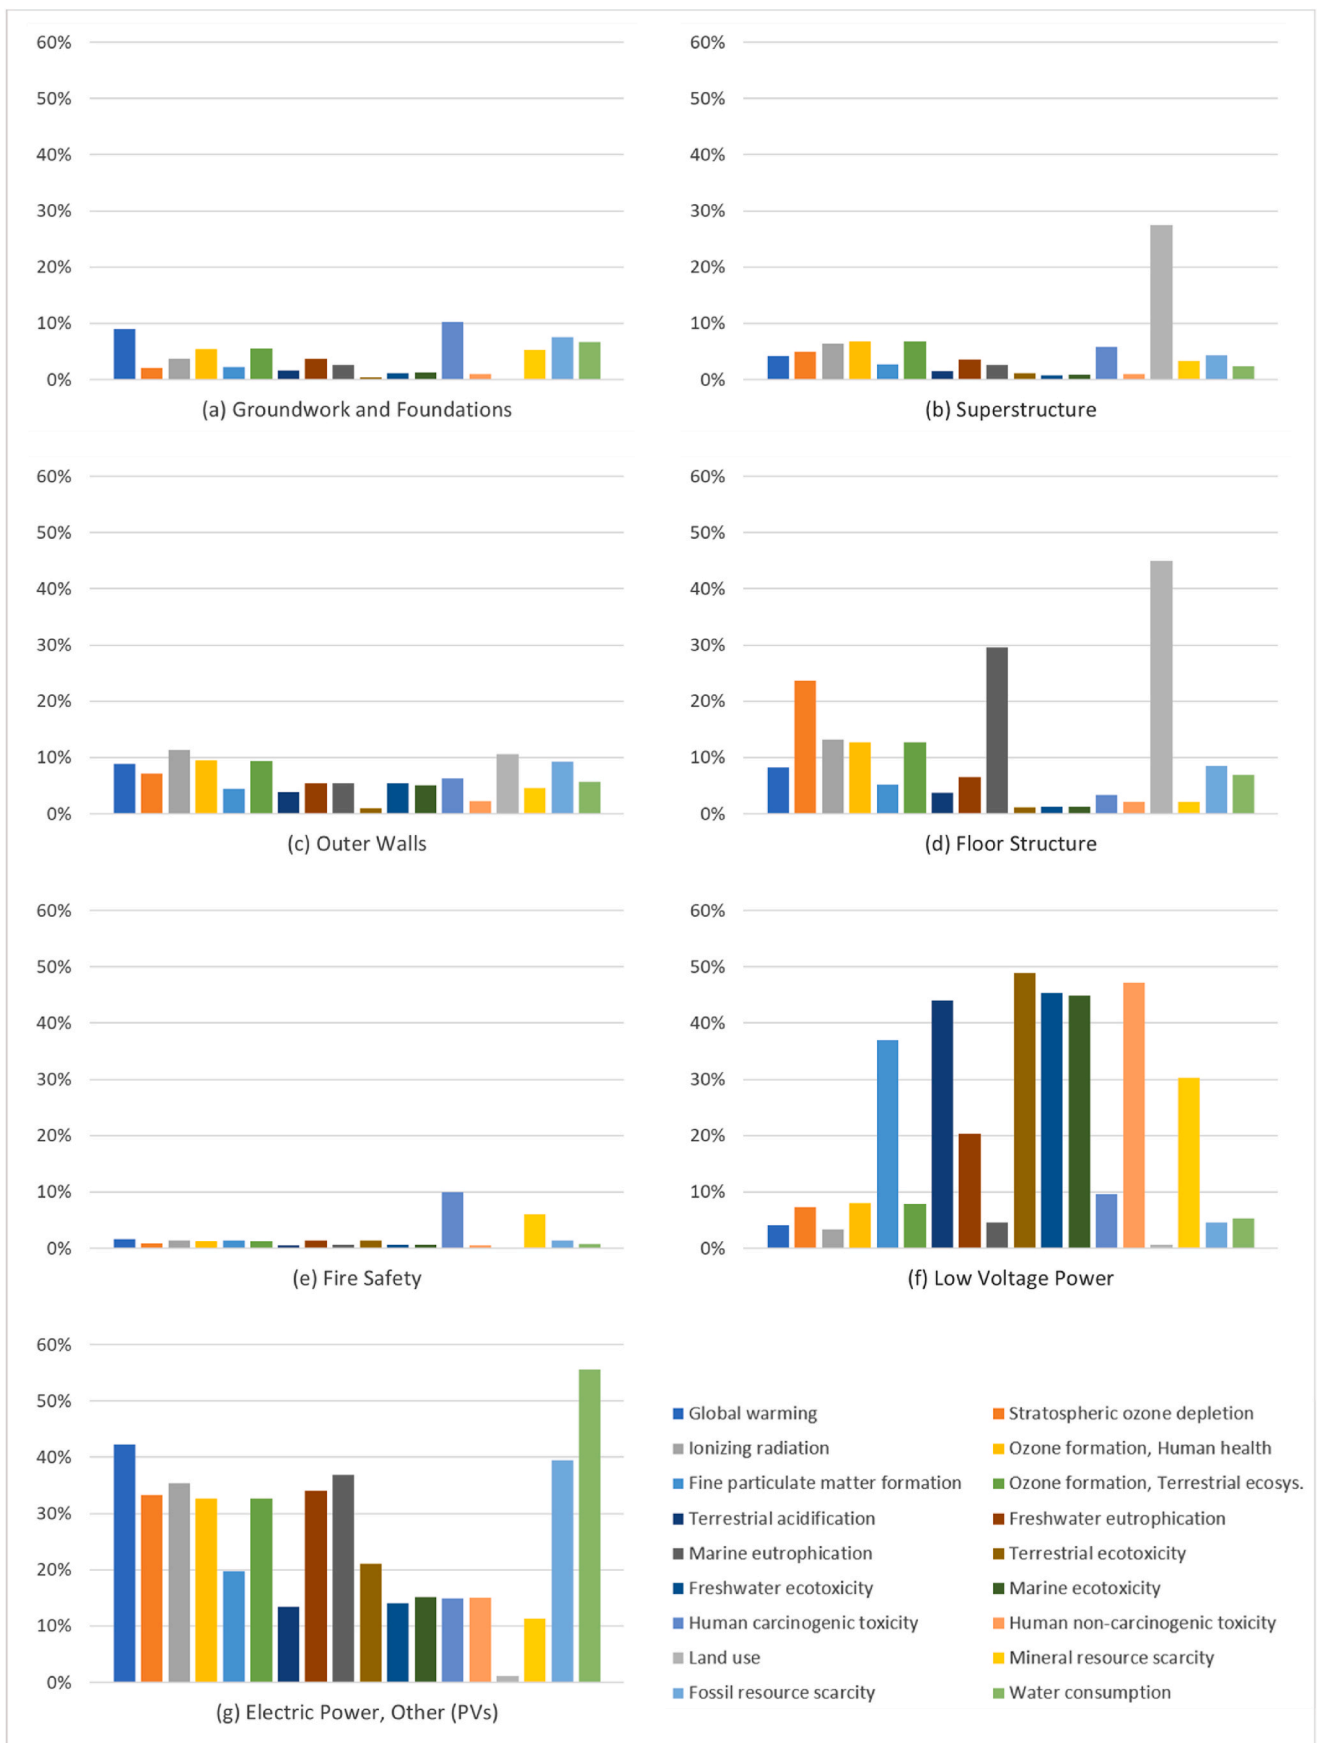 60%
50%
40%
30%
20%
10%
0%
(a) Groundwork and Foundations
60%
50%
40%
30%
20%
10%
0%
(b) Superstructure
60%
50%
40%
30%
20%
10%
0%
(c) Outer Walls
60%
50%
40%
30%
20%
10%
0%
(d) Floor Structure
60%
50%
40%
30%
20%
10%
0%
(e) Fire Safety
60%
50%
40%
30%
20%
10%
0%
(f) Low Voltage Power
60%
50%
40%
30%
20%
10%
0%
(g) Electric Power, Other (PVs)
Global warming
Stratospheric ozone depletion
Ionizing radiation
Ozone formation, Human health
Fine particulate matter formation
Ozone formation, Terrestrial ecosys.
Terrestrial acidification
Freshwater eutrophication
Marine eutrophication
Terrestrial ecotoxicity
Freshwater ecotoxicity
Marine ecotoxicity
Human carcinogenic toxicity
Human non-carcinogenic toxicity
Land use
Mineral resource scarcity
Fossil resource scarcity
Water consumption